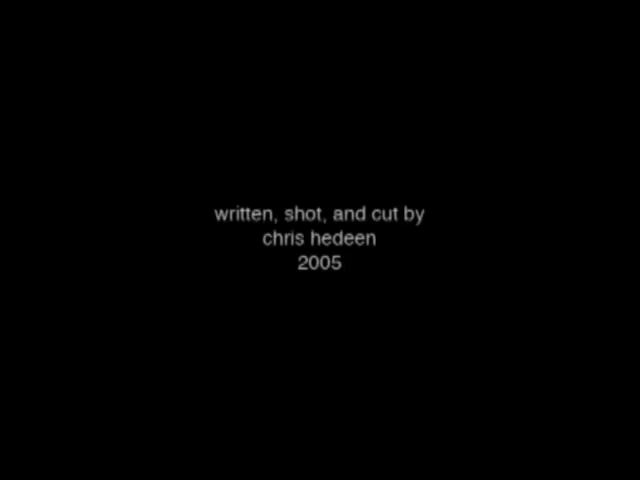 written, shot, and cut by
chris hedeen
2005